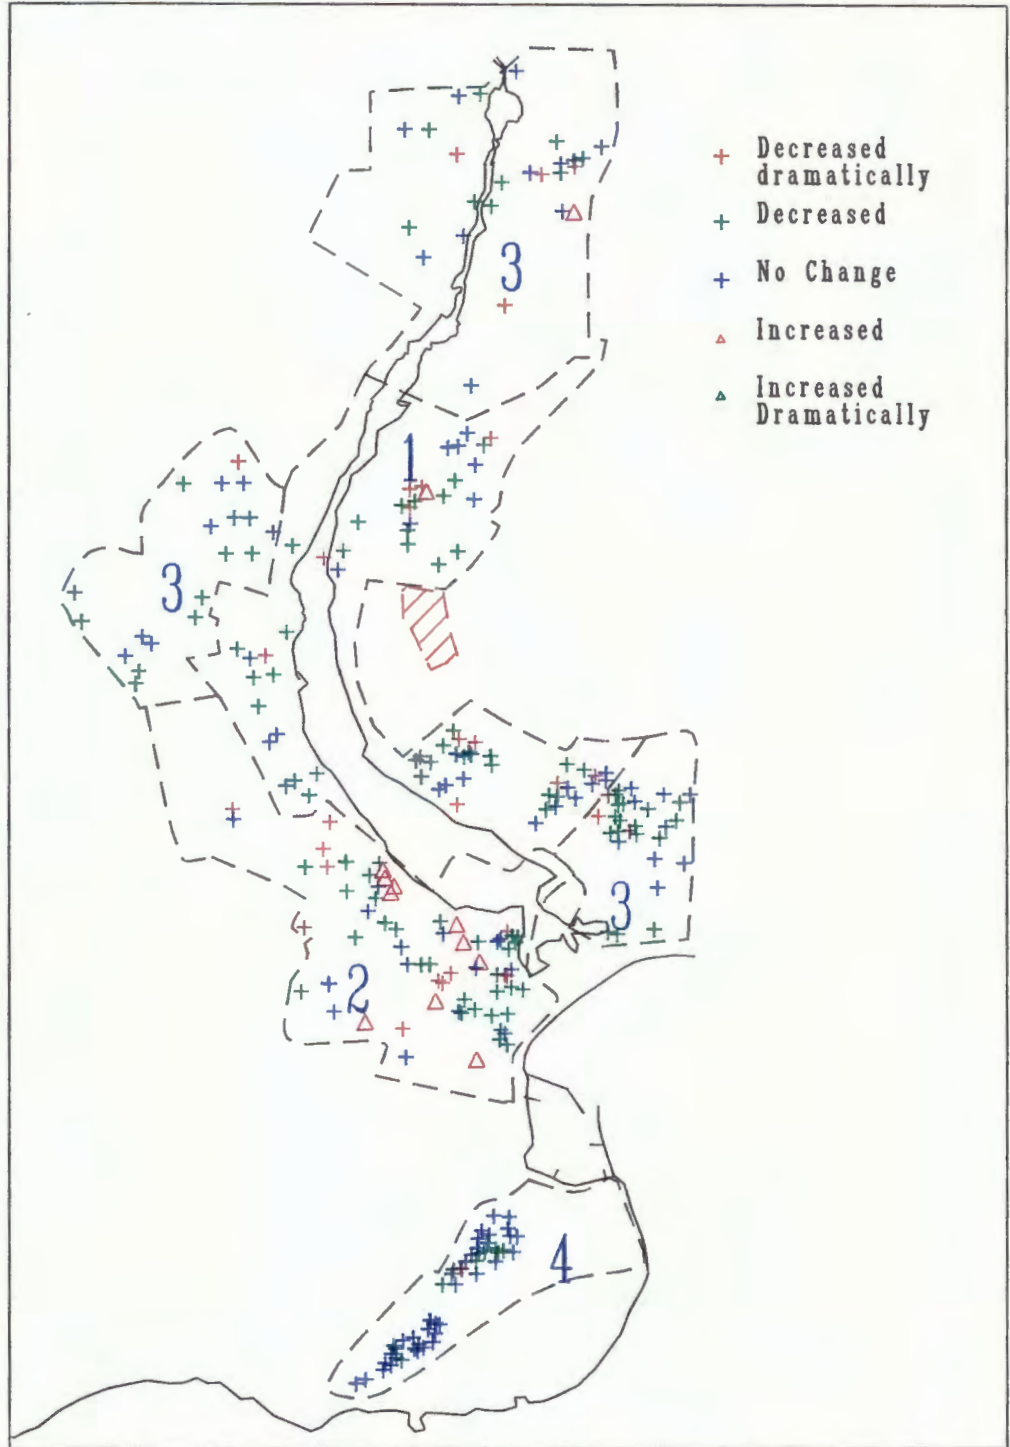 Decreased
dramatically
Decreased
3
No Change
Increased
Increased
Dramatically
1
3
3
2
4